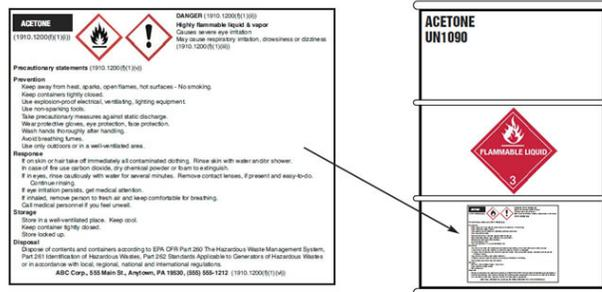 ACETONE
(1910.1200(f)(1)(i))
DANGER (1910.1200(f)(1)(ii))
Highly flammable liquid & vapor
Causes severe eye irritation
May cause respiratory irritation, drowsiness or dizziness
(1910.1200(f)(1)(iii))
Precautionary statements (1910.1200(f)(1)(v))
Prevention
Keep away from heat, sparks, open flames, hot surfaces - No smoking.
Keep containers tightly closed.
Use explosion-proof electrical, ventilating, lighting equipment.
Use non-sparking tools.
Take precautionary measures against static discharge.
Wear protective gloves, eye protection, face protection.
Wash hands thoroughly after handling.
Avoid breathing fumes.
Use only outdoors or in a well-ventilated area.
Response
If on skin or hair take off immediately all contaminated clothing. Rinse skin with water and/or shower.
In case of fire use carbon dioxide, dry chemical powder or foam to extinguish.
If in eyes, rinse cautiously with water for several minutes. Remove contact lenses, if present and easy-to-do.
Continue rinsing.
If eye irritation persists, get medical attention.
If inhaled, remove person to fresh air and keep comfortable for breathing.
Call medical personnel if you feel unwell.
Storage
Store in a well-ventilated place. Keep cool.
Keep container tightly closed.
Store locked up.
Disposal
Dispose of contents and containers according to EPA CFR Part 260 The Hazardous Waste Management System,
Part 261 Identification of Hazardous Wastes, Part 262 Standards Applicable to Generators of Hazardous Wastes
or in accordance with local, regional, national and international regulations.
ABC Corp., 555 Main St., Anytown, PA 19530, (555) 555-1212 (1910.1200(f)(1)(vi))
ACETONE
UN1090
FLAMMABLE LIQUID
3
ACETONE